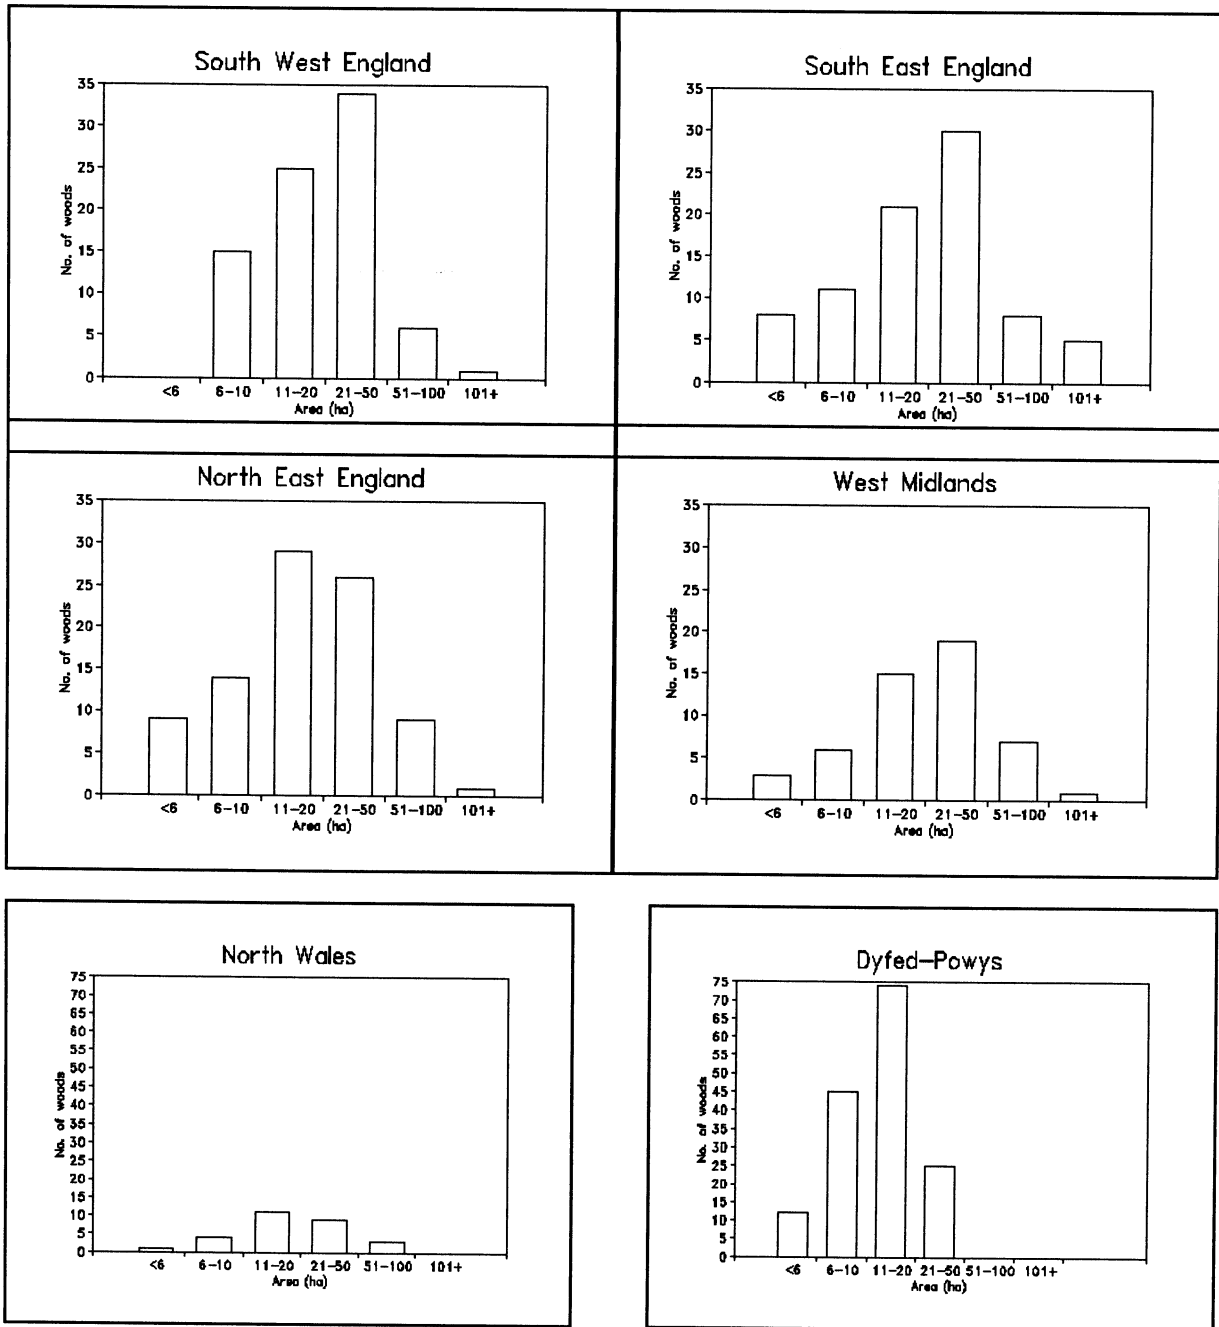 South West England
35
30
25
20
15
10
5
0
No. of woods
<6 6-10 11-20 21-50 51-100 101+
Area (ha)
South East England
35
30
25
20
15
10
5
0
No. of woods
<6 6-10 11-20 21-50 51-100 101+
Area (ha)
North East England
35
30
25
20
15
10
5
0
No. of woods
<6 6-10 11-20 21-50 51-100 101+
Area (ha)
West Midlands
35
30
25
20
15
10
5
0
No. of woods
<6 6-10 11-20 21-50 51-100 101+
Area (ha)
North Wales
75
70
65
60
55
50
45
40
35
30
25
20
15
10
5
0
No. of woods
<6 6-10 11-20 21-50 51-100 101+
Area (ha)
Dyfed-Powys
75
70
65
60
55
50
45
40
35
30
25
20
15
10
5
0
No. of woods
<6 6-10 11-20 21-50 51-100 101+
Area (ha)